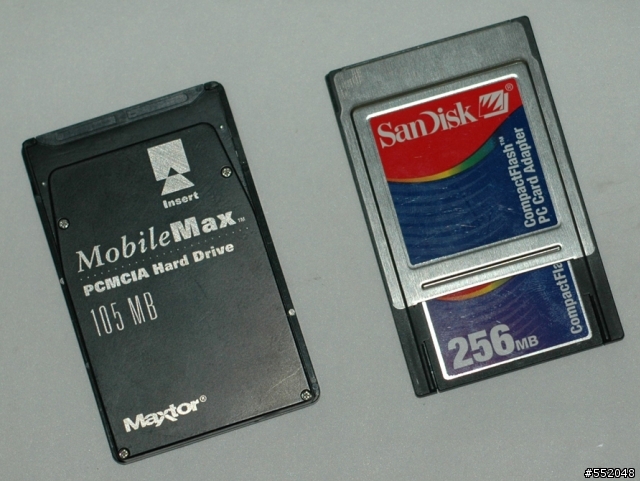 Insert
MobileMax™
PCMCIA Hard Drive
105 MB
Maxtor®
SanDisk®
CompactFlash™
PC Card Adapter
256MB
CompactFla
#552048